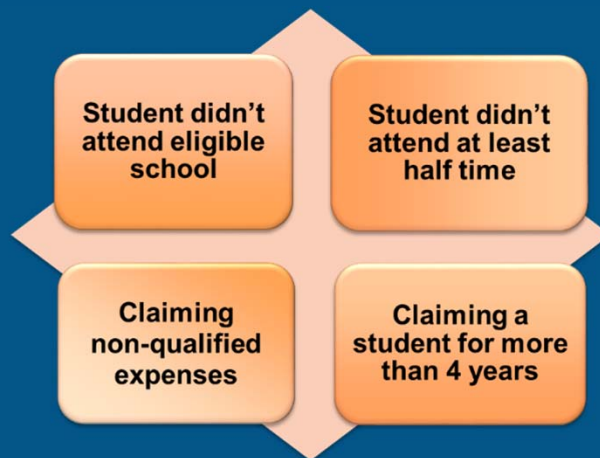 Student didn’t
attend eligible
school
Student didn’t
attend at least
half time
Claiming
non-qualified
expenses
Claiming a
student for more
than 4 years